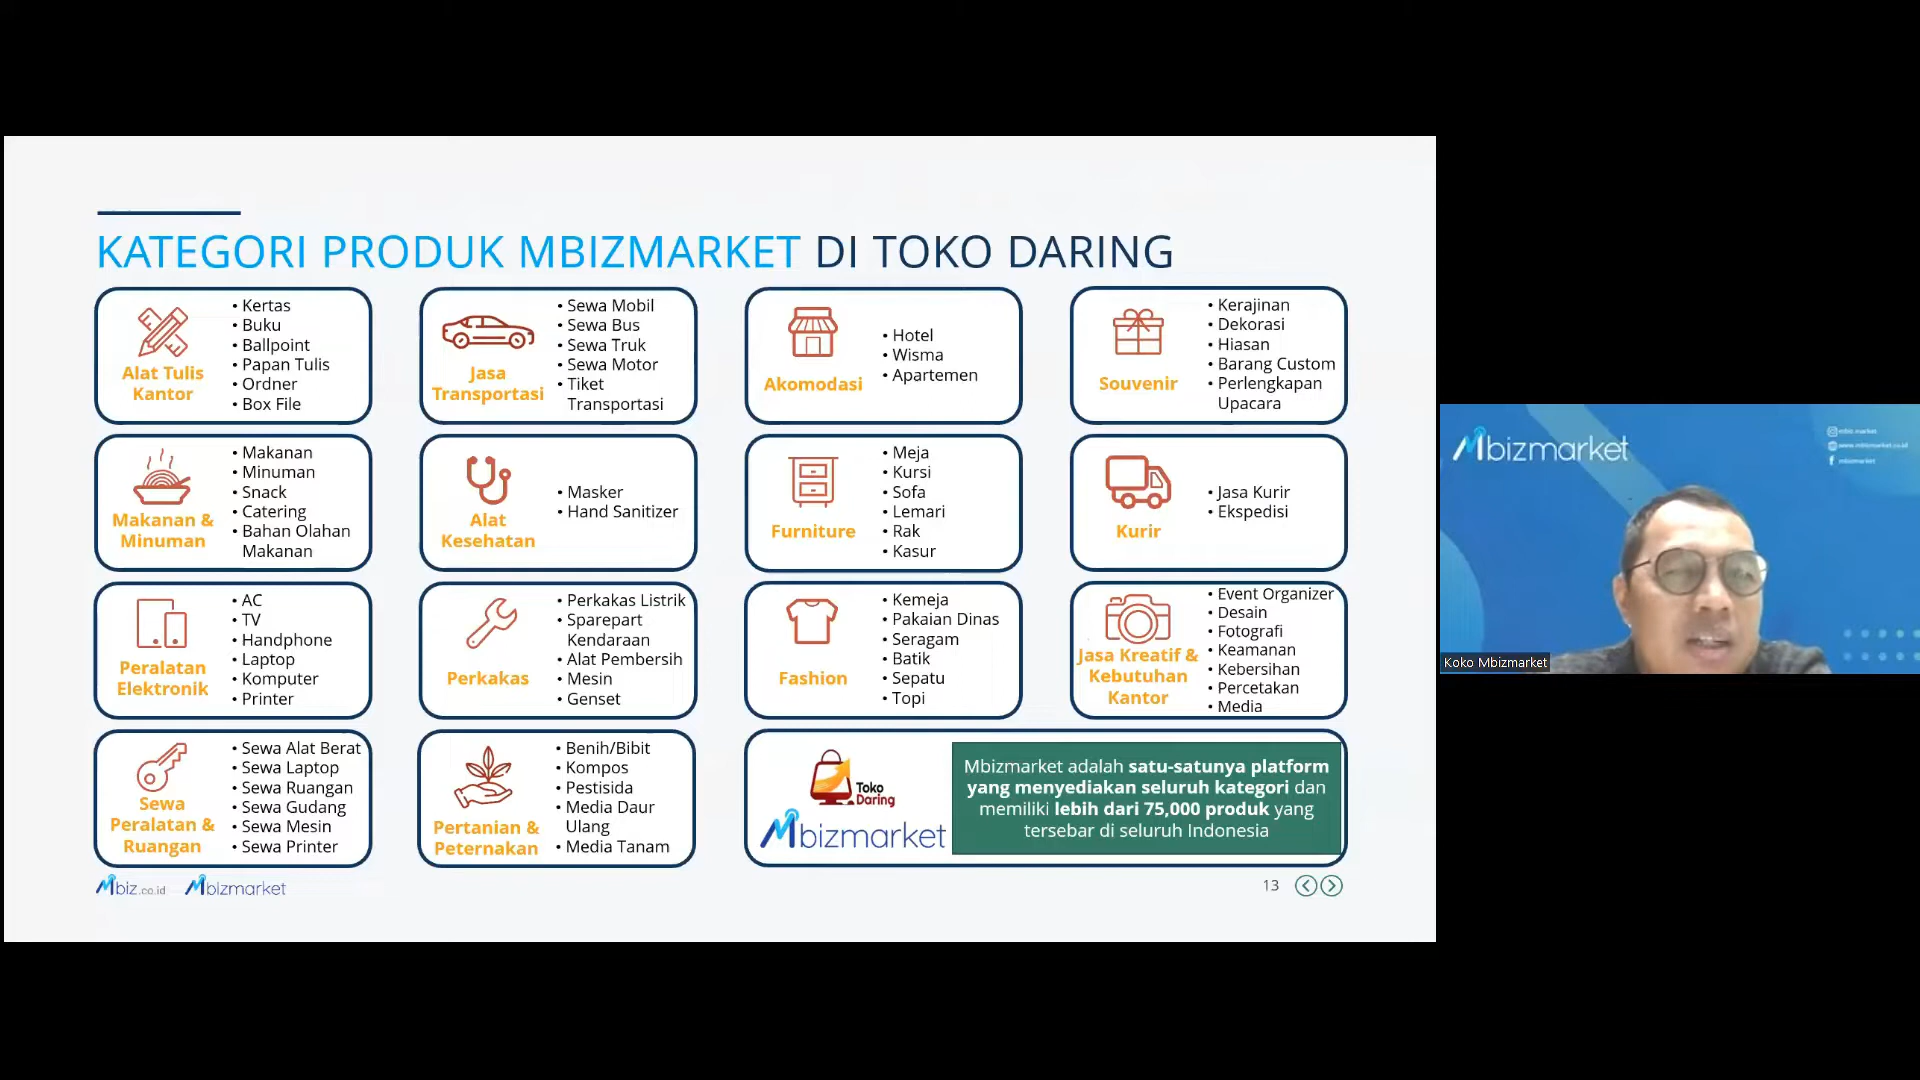 KATEGORI PRODUK MBIZMARKET DI TOKO DARING
Alat Tulis
Kantor
• Kertas
• Buku
• Ballpoint
• Papan Tulis
• Ordner
• Box File
Jasa
Transportasi
• Sewa Mobil
• Sewa Bus
• Sewa Truk
• Sewa Motor
• Tiket
Transportasi
Akomodasi
• Hotel
• Wisma
• Apartemen
Souvenir
• Kerajinan
• Dekorasi
• Hiasan
• Barang Custom
• Perlengkapan
Upacara
Makanan &
Minuman
• Makanan
• Minuman
• Snack
• Catering
• Bahan Olahan
Makanan
Alat
Kesehatan
• Masker
• Hand Sanitizer
Furniture
• Meja
• Kursi
• Sofa
• Lemari
• Rak
• Kasur
Kurir
• Jasa Kurir
• Ekspedisi
Peralatan
Elektronik
• AC
• TV
• Handphone
• Laptop
• Komputer
• Printer
Perkakas
• Perkakas Listrik
• Sparepart
Kendaraan
• Alat Pembersih
• Mesin
• Genset
Fashion
• Kemeja
• Pakaian Dinas
• Seragam
• Batik
• Sepatu
• Topi
Jasa Kreatif &
Kebutuhan
Kantor
• Event Organizer
• Desain
• Fotografi
• Keamanan
• Kebersihan
• Percetakan
• Media
Sewa
Peralatan &
Ruangan
• Sewa Alat Berat
• Sewa Laptop
• Sewa Ruangan
• Sewa Gudang
• Sewa Mesin
• Sewa Printer
Pertanian &
Peternakan
• Benih/Bibit
• Kompos
• Pestisida
• Media Daur
Ulang
• Media Tanam
Toko
Daring
Mbizmarket
Mbizmarket adalah satu-satunya platform
yang menyediakan seluruh kategori dan
memiliki lebih dari 75,000 produk yang
tersebar di seluruh Indonesia
Mbiz.co.id Mbizmarket
13
Mbizmarket
mbiz.market
www.mbizmarket.co.id
mbizmarket
Koko Mbizmarket